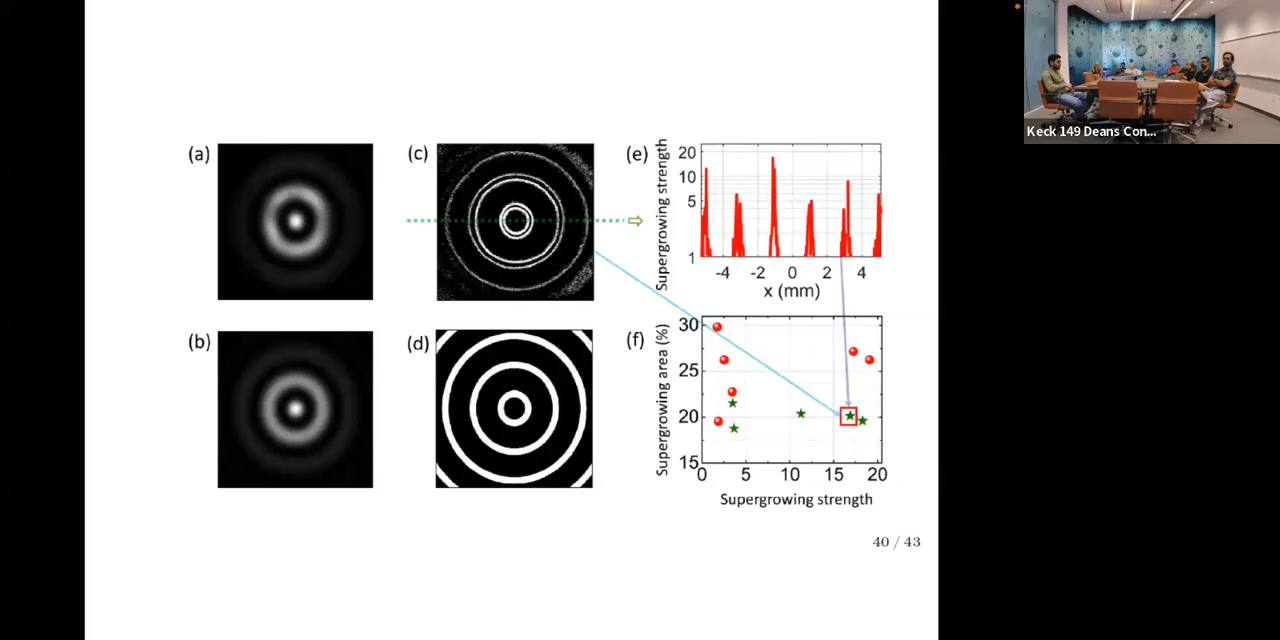 Keck 149 Deans Con...
(a)
(b)
(c)
(d)
(e)
Supergrowing strength
20
10
5
1
-4 -2 0 2 4
x (mm)
(f)
Supergrowing area (%)
30
25
20
15
0 5 10 15 20
Supergrowing strength
40 / 43